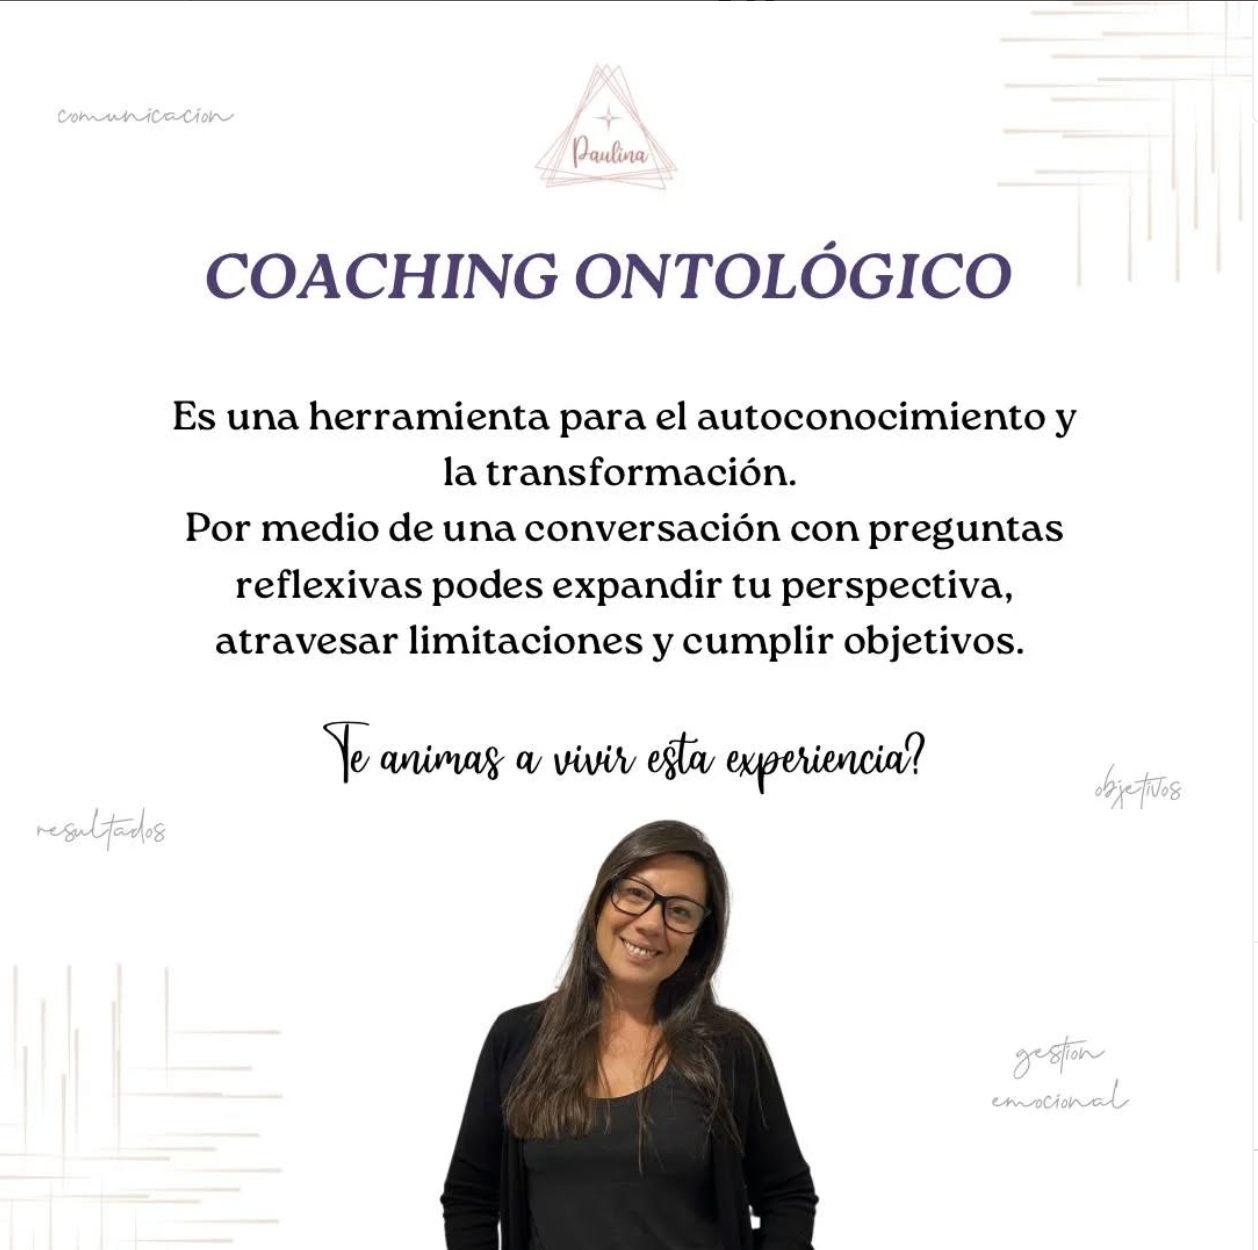 comunicacion
Paulina
COACHING ONTOLÓGICO
Es una herramienta para el autoconocimiento y
la transformación.
Por medio de una conversación con preguntas
reflexivas podes expandir tu perspectiva,
atravesar limitaciones y cumplir objetivos.
Te animas a vivir esta experiencia?
objetivos
resultados
gestion
emocional